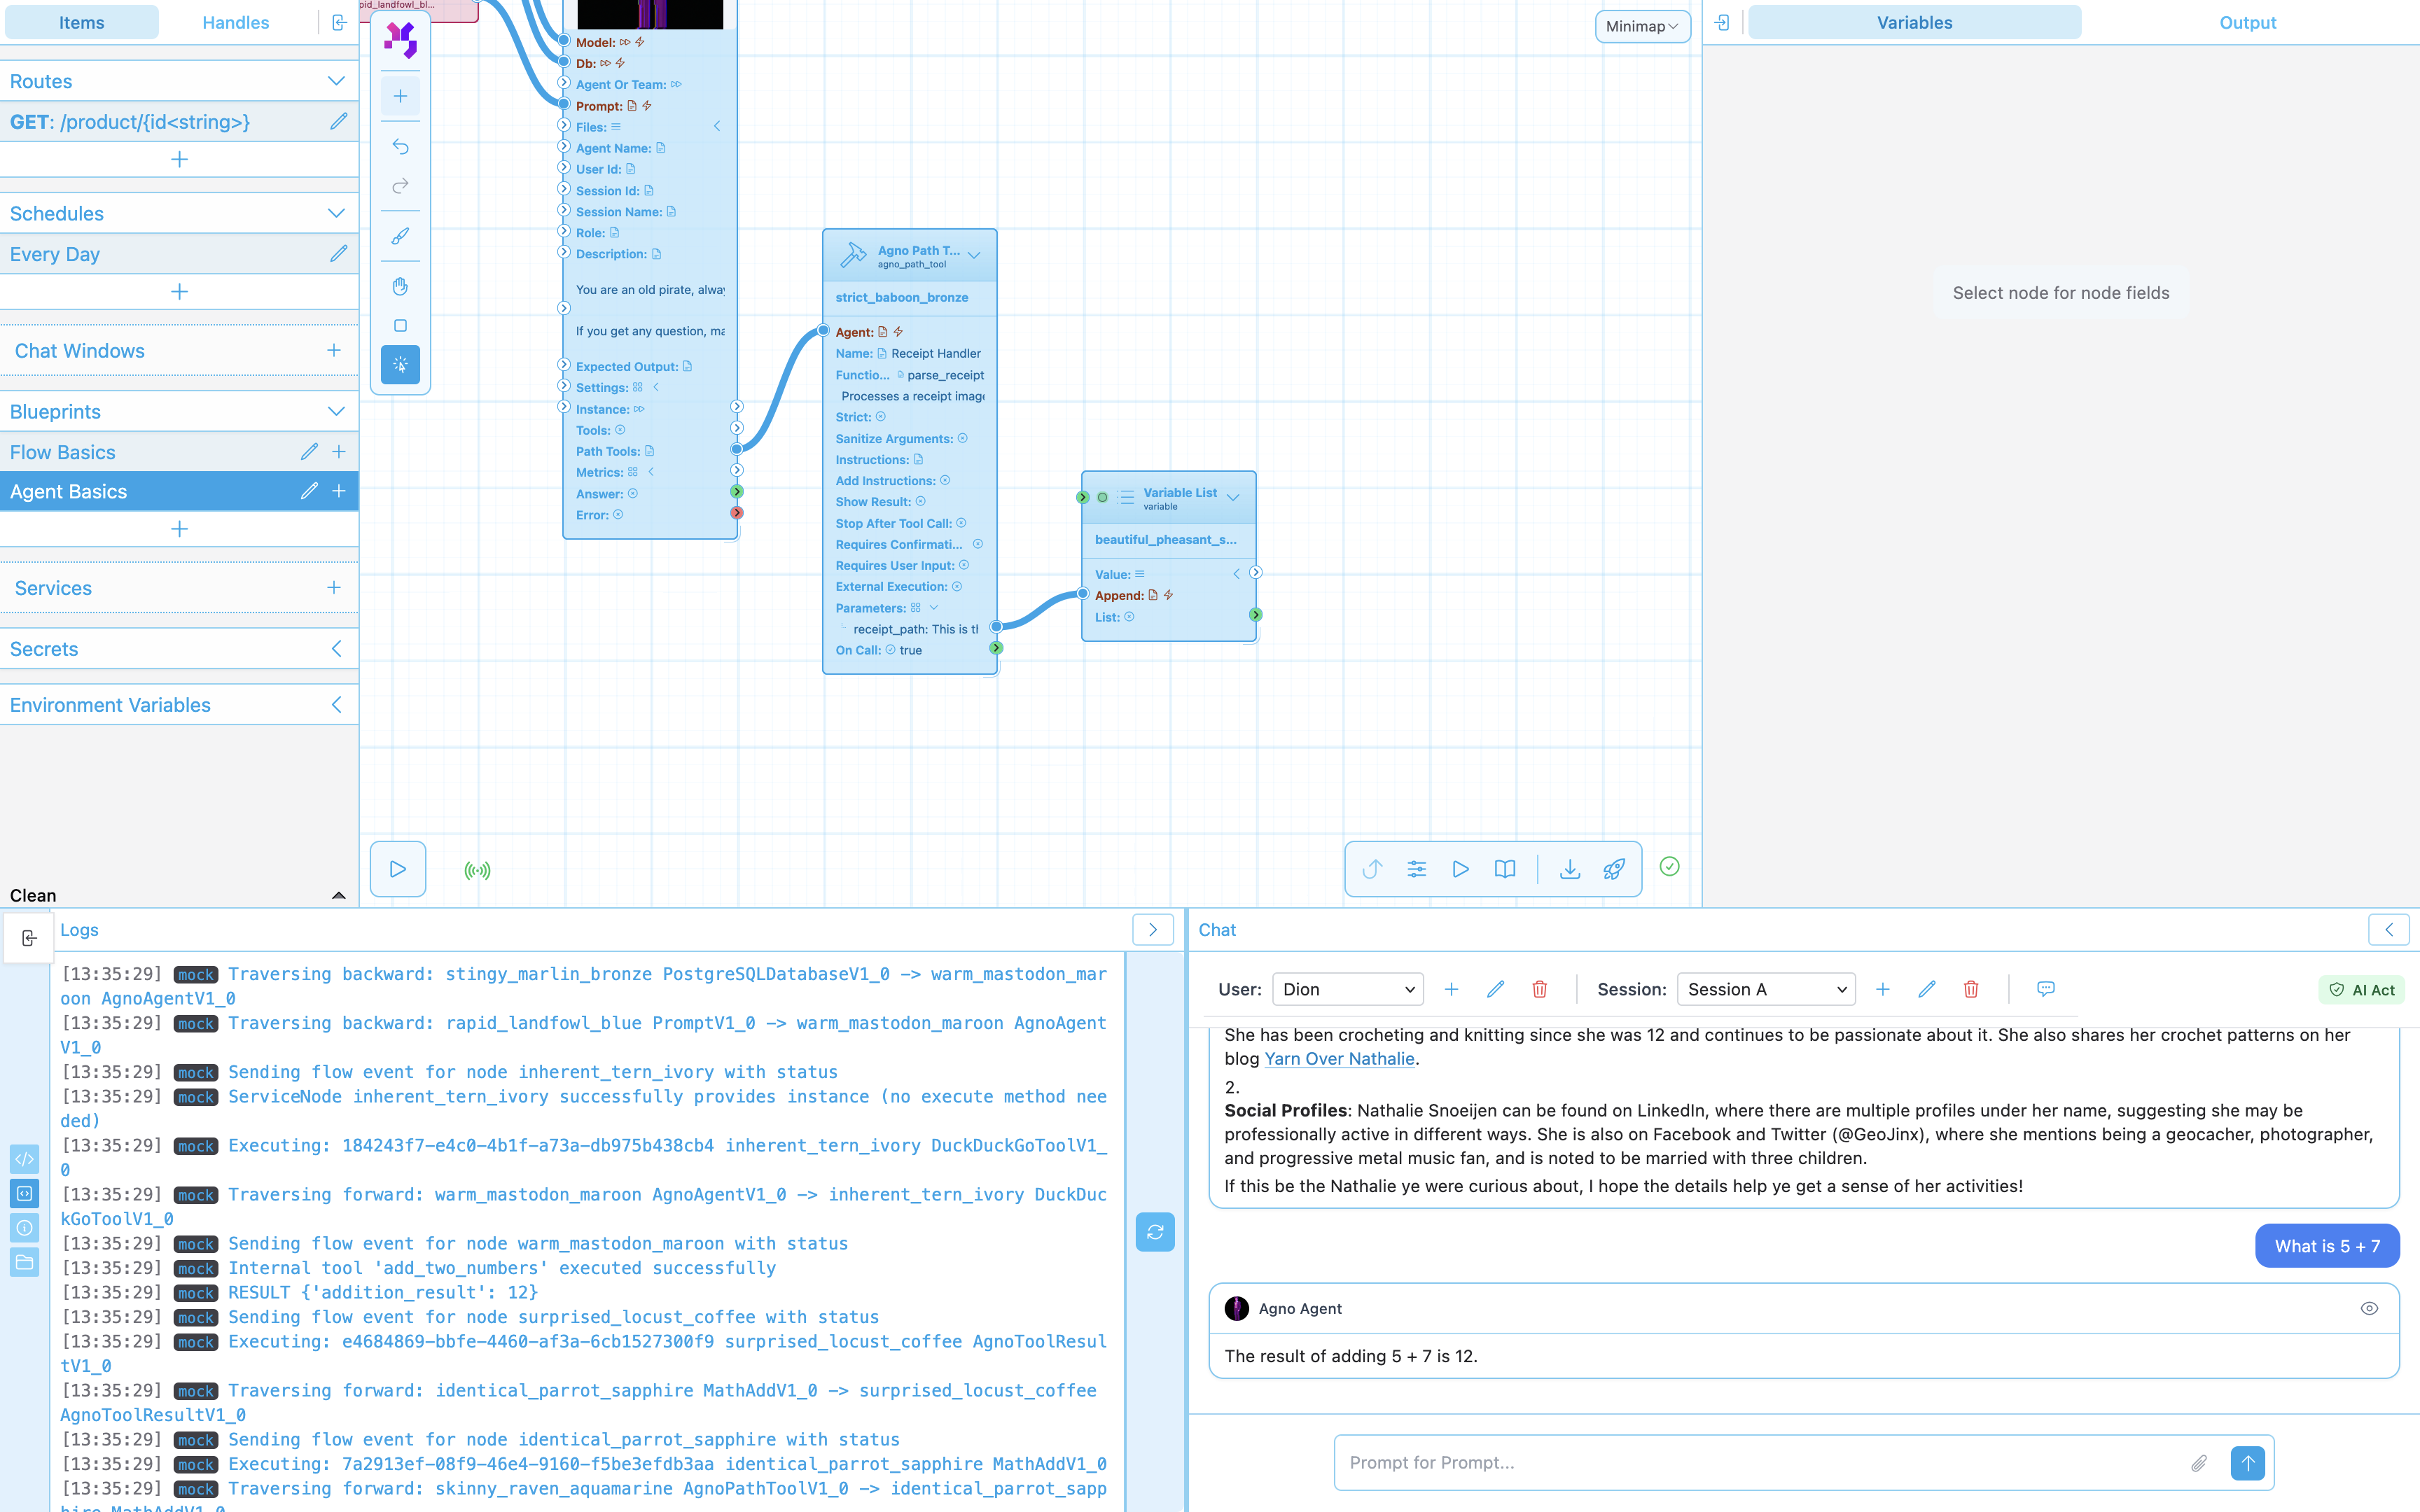 Items
Handles
Routes
GET: /product/{id<string>}
Schedules
Every Day
Chat Windows
Blueprints
Flow Basics
Agent Basics
Services
Secrets
Environment Variables
Clean
pid_landfowl_bl...
Model:
Db:
Agent Or Team:
Prompt:
Files:
Agent Name:
User Id:
Session Id:
Session Name:
Role:
Description:
You are an old pirate, alway
If you get any question, ma
Expected Output:
Settings:
Instance:
Tools:
Path Tools:
Metrics:
Answer:
Error:
Agno Path T...
agno_path_tool
strict_baboon_bronze
Agent:
Name: Receipt Handler
Functio... parse_receipt
Processes a receipt image
Strict:
Sanitize Arguments:
Instructions:
Add Instructions:
Show Result:
Stop After Tool Call:
Requires Confirmati...
Requires User Input:
External Execution:
Parameters:
receipt_path: This is tl
On Call: true
Variable List
variable
beautiful_pheasant_s...
Value:
Append:
List:
Minimap
Variables
Output
Select node for node fields
Logs
[13:35:29] mock Traversing backward: stingy_marlin_bronze PostgreSQLDatabaseV1_0 -> warm_mastodon_mar
oon AgnoAgentV1_0
[13:35:29] mock Traversing backward: rapid_landfowl_blue PromptV1_0 -> warm_mastodon_maroon AgnoAgent
V1_0
[13:35:29] mock Sending flow event for node inherent_tern_ivory with status
[13:35:29] mock ServiceNode inherent_tern_ivory successfully provides instance (no execute method nee
ded)
[13:35:29] mock Executing: 184243f7-e4c0-4b1f-a73a-db975b438cb4 inherent_tern_ivory DuckDuckGoToolV1_
0
[13:35:29] mock Traversing forward: warm_mastodon_maroon AgnoAgentV1_0 -> inherent_tern_ivory DuckDuc
kGoToolV1_0
[13:35:29] mock Sending flow event for node warm_mastodon_maroon with status
[13:35:29] mock Internal tool 'add_two_numbers' executed successfully
[13:35:29] mock RESULT {'addition_result': 12}
[13:35:29] mock Sending flow event for node surprised_locust_coffee with status
[13:35:29] mock Executing: e4684869-bbfe-4460-af3a-6cb1527300f9 surprised_locust_coffee AgnoToolResul
tV1_0
[13:35:29] mock Traversing forward: identical_parrot_sapphire MathAddV1_0 -> surprised_locust_coffee
AgnoToolResultV1_0
[13:35:29] mock Sending flow event for node identical_parrot_sapphire with status
[13:35:29] mock Executing: 7a2913ef-08f9-46e4-9160-f5be3efdb3aa identical_parrot_sapphire MathAddV1_0
[13:35:29] mock Traversing forward: skinny_raven_aquamarine AgnoPathToolV1_0 -> identical_parrot_sapp
hire MathAddV1_0
Chat
User: Dion
Session: Session A
AI Act
She has been crocheting and knitting since she was 12 and continues to be passionate about it. She also shares her crochet patterns on her
blog Yarn Over Nathalie.
2.
Social Profiles: Nathalie Snoeijen can be found on LinkedIn, where there are multiple profiles under her name, suggesting she may be
professionally active in different ways. She is also on Facebook and Twitter (@GeoJinx), where she mentions being a geocacher, photographer,
and progressive metal music fan, and is noted to be married with three children.
If this be the Nathalie ye were curious about, I hope the details help ye get a sense of her activities!
What is 5 + 7
Agno Agent
The result of adding 5 + 7 is 12.
Prompt for Prompt...